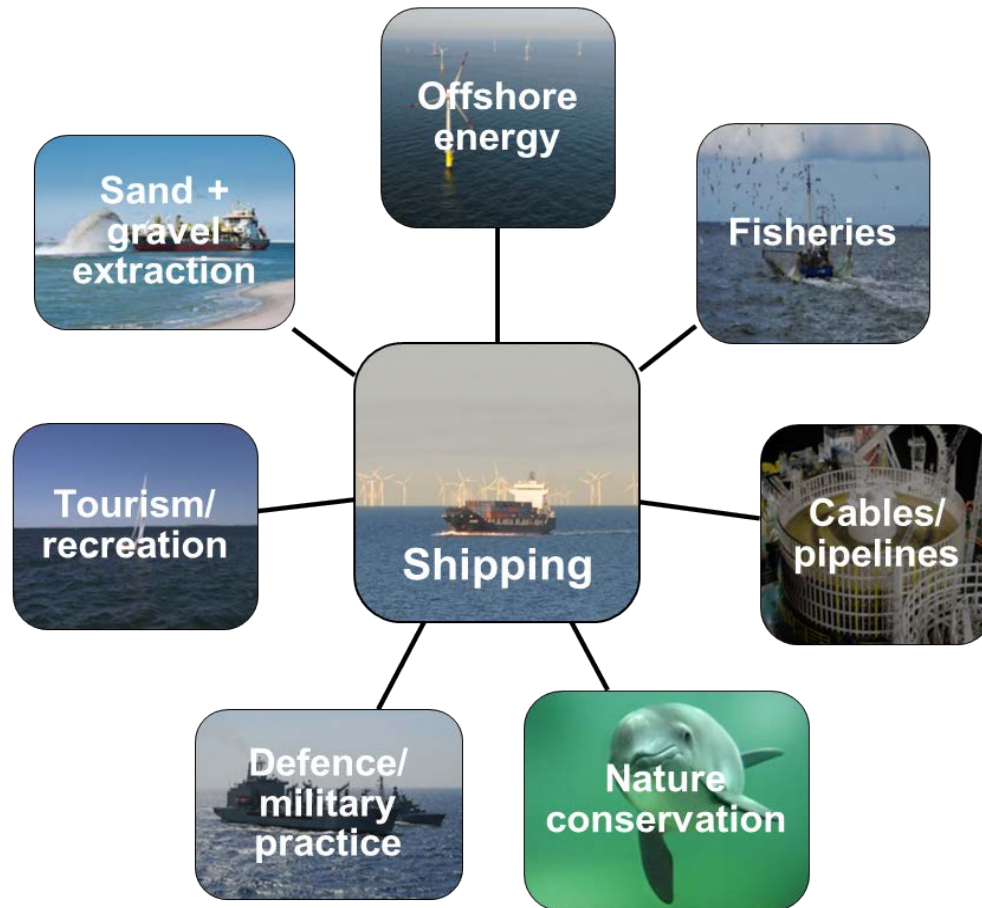 Offshore
energy
Sand +
gravel
extraction
Fisheries
Tourism/
recreation
Shipping
Cables/
pipelines
Defence/
military
practice
Nature
conservation